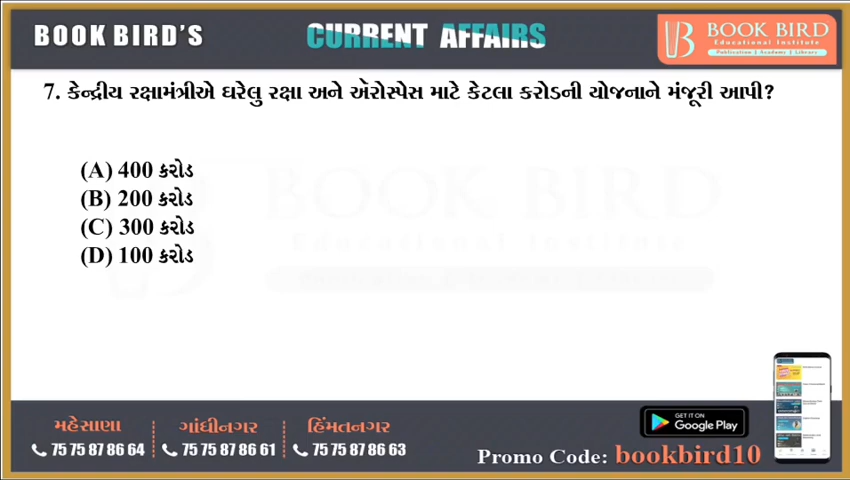 BOOK BIRD'S
CURRENT AFFAIRS
BOOK BIRD
Educational Institute
Publication | Academy | Library
7. કેન્દ્રીય રક્ષામંત્રીએ ઘરેલુ રક્ષા અને ઍરોસ્પેસ માટે કેટલા કરોડની યોજનાને મંજૂરી આપી?
(A) 400 કરોડ
(B) 200 કરોડ
(C) 300 કરોડ
(D) 100 કરોડ
BOOK BIRD
Educational Institute
મહેસાણા
75 75 87 86 64
ગાંધીનગર
75 75 87 86 61
હિંમતનગર
75 75 87 86 63
GET IT ON
Google Play
Promo Code: bookbird10